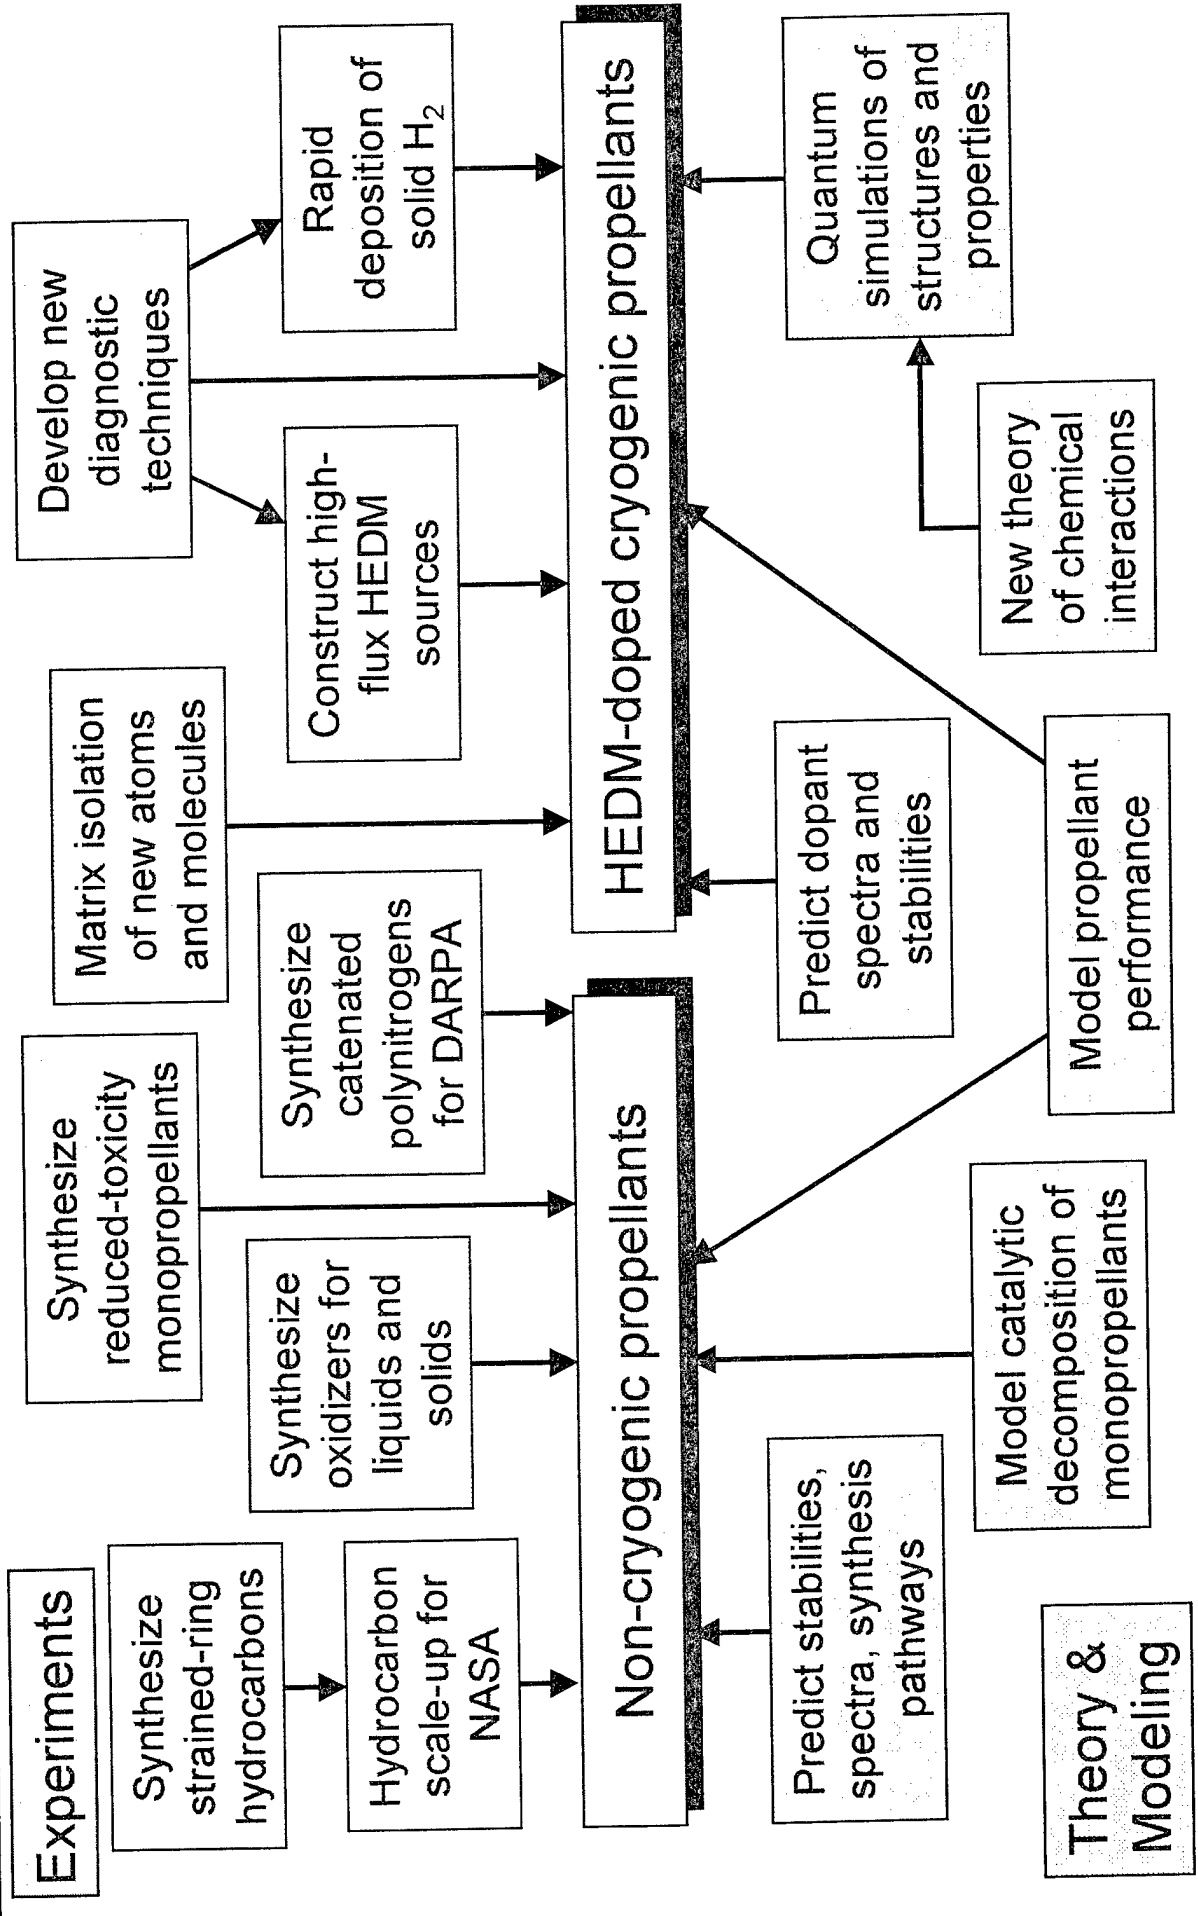 Experiments
Synthesize
strained-ring
hydrocarbons
Hydrocarbon
scale-up for
NASA
Synthesize
reduced-toxicity
monopropellants
Synthesize
oxidizers for
liquids and
solids
Synthesize
catenated
polynitrogens
for DARPA
Matrix isolation
of new atoms
and molecules
Develop new
diagnostic
techniques
Construct high-
flux HEDM
sources
Rapid
deposition of
solid H₂
Non-cryogenic propellants
HEDM-doped cryogenic propellants
Predict stabilities,
spectra, synthesis
pathways
Model catalytic
decomposition of
monopropellants
Predict dopant
spectra and
stabilities
Model propellant
performance
Quantum
simulations of
structures and
properties
New theory
of chemical
interactions
Theory &
Modeling